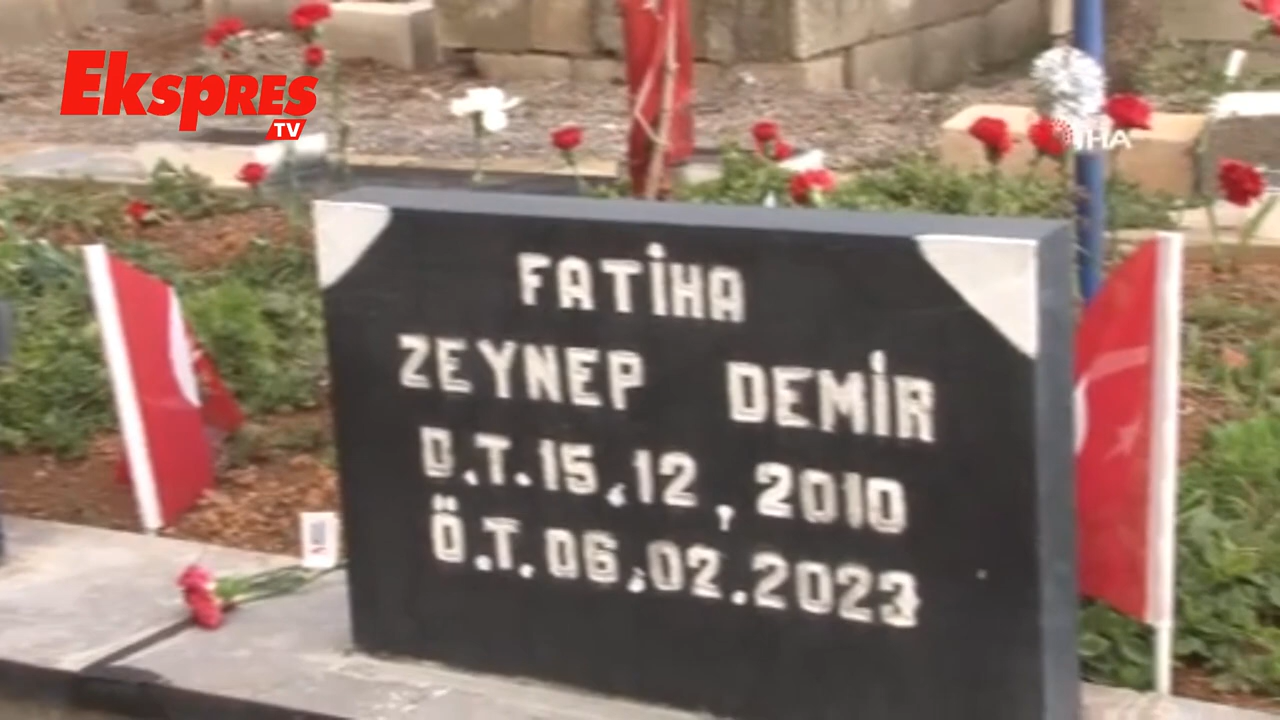 Ekspres
TV
İHA
FATİHA
ZEYNEP DEMİR
D.T.15.12,2010
Ö.T.06.02.2023